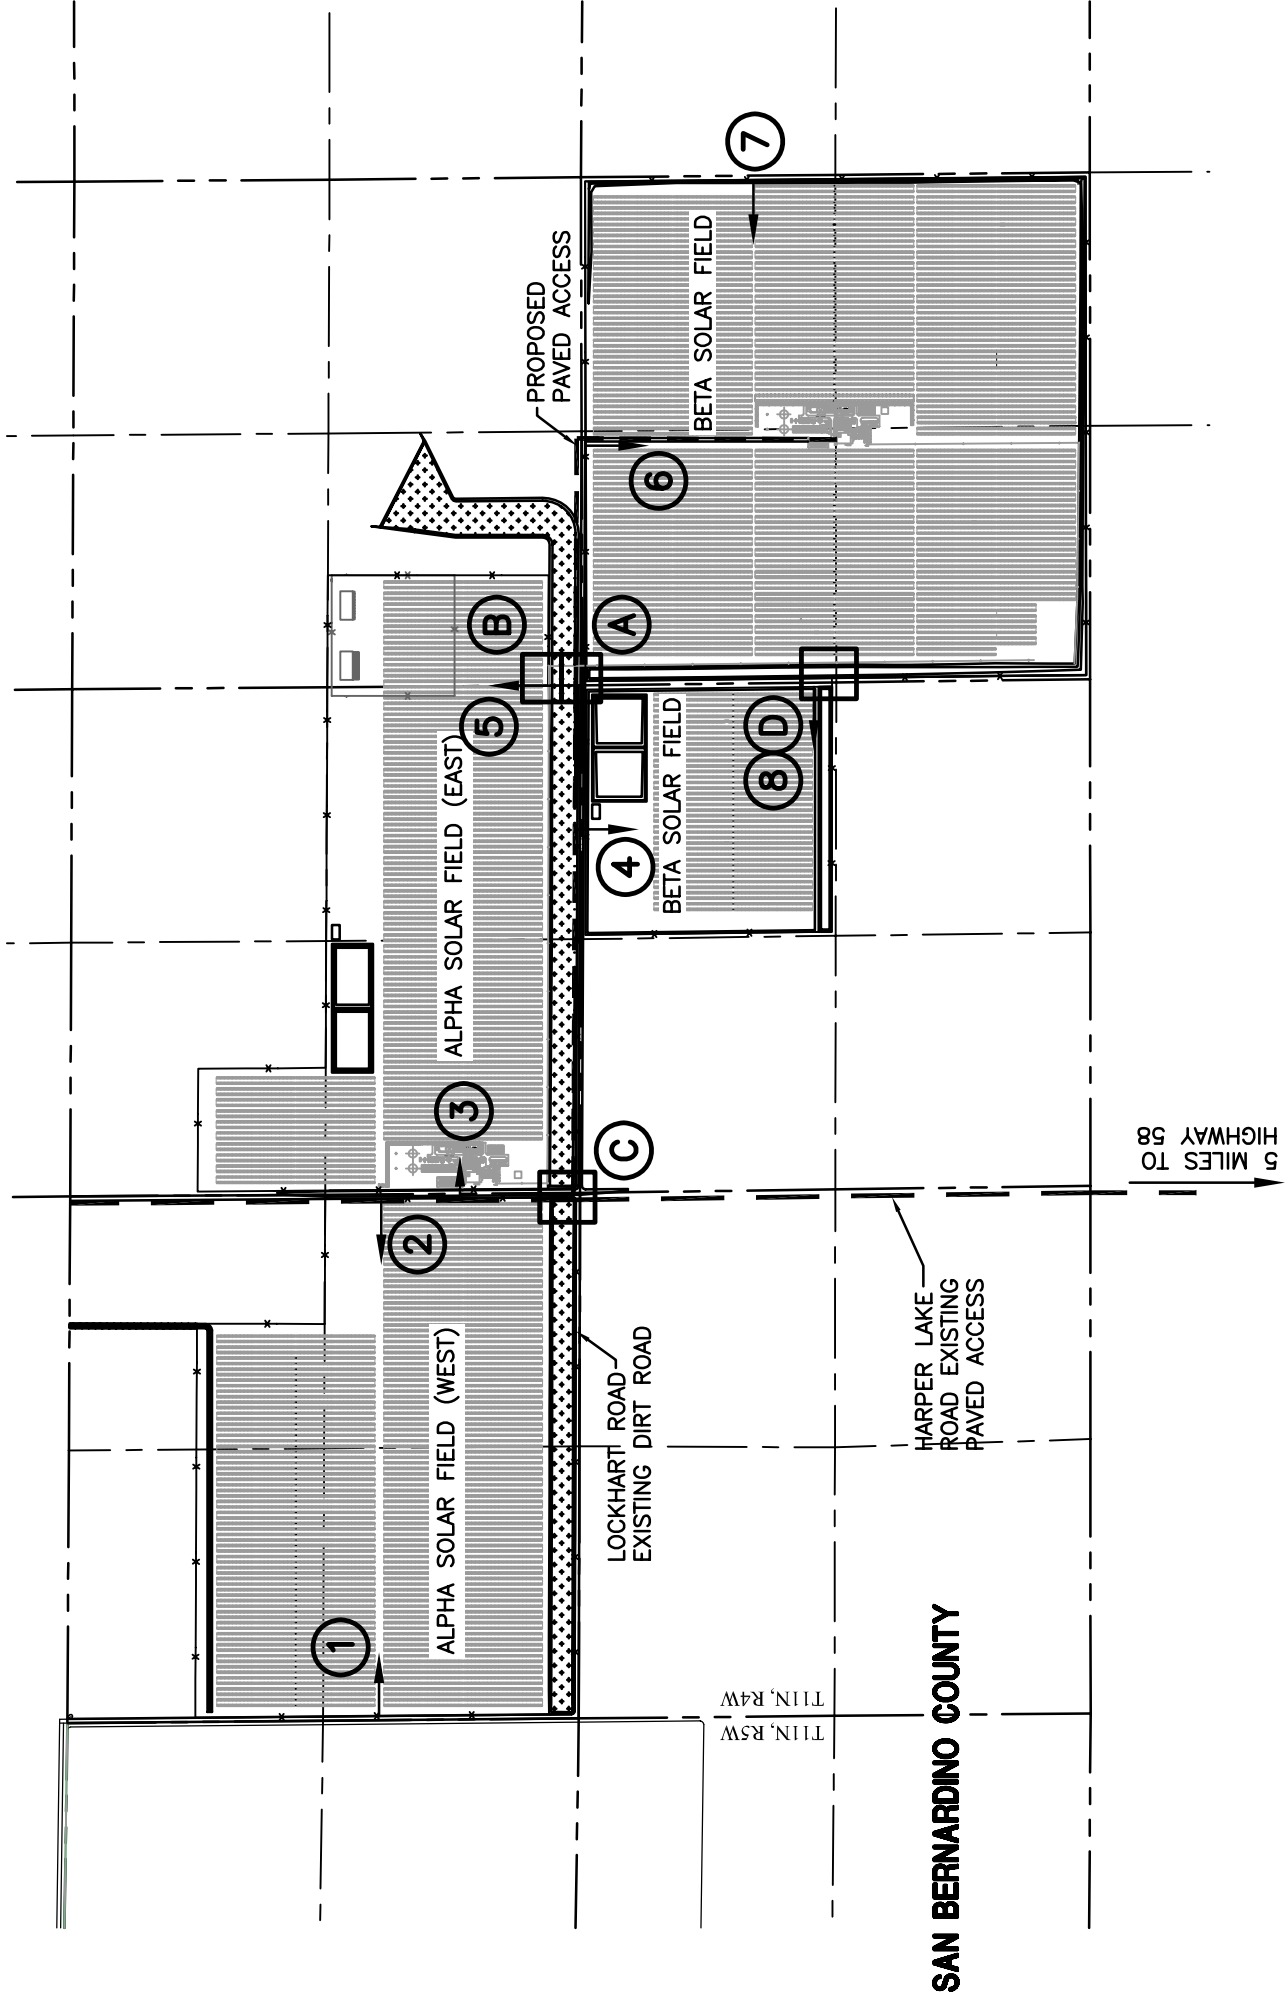 PROPOSED
PAVED ACCESS
7
BETA SOLAR FIELD
6
B
A
5
ALPHA SOLAR FIELD (EAST)
BETA SOLAR FIELD
D
8
4
3
C
2
ALPHA SOLAR FIELD (WEST)
1
LOCKHART ROAD
EXISTING DIRT ROAD
HARPER LAKE
ROAD EXISTING
PAVED ACCESS
5 MILES TO
HIGHWAY 58
T11N, R4W
T11N, R5W
SAN BERNARDINO COUNTY